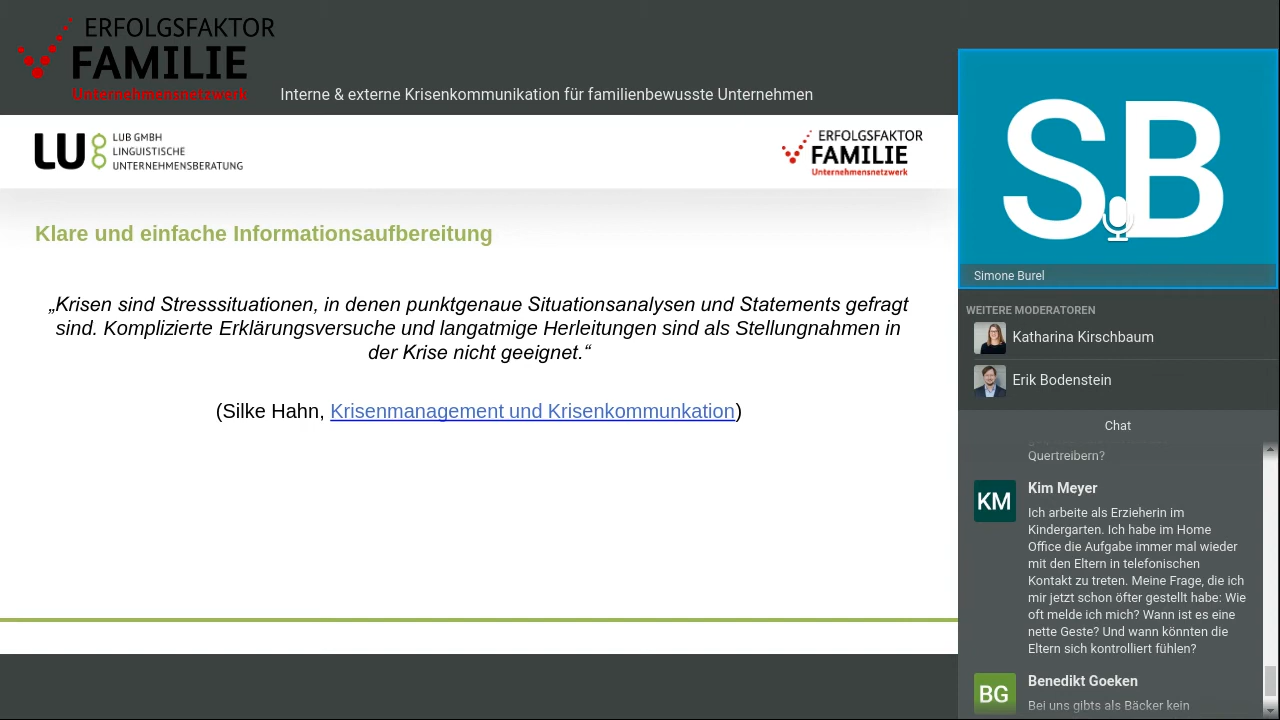 ERFOLGSFAKTOR
FAMILIE
Unternehmensnetzwerk
Interne & externe Krisenkommunikation für familienbewusste Unternehmen
LU
LUB GMBH
LINGUISTISCHE
UNTERNEHMENSBERATUNG
ERFOLGSFAKTOR
FAMILIE
Unternehmensnetzwerk
Klare und einfache Informationsaufbereitung
„Krisen sind Stresssituationen, in denen punktgenaue Situationsanalysen und Statements gefragt
sind. Komplizierte Erklärungsversuche und langatmige Herleitungen sind als Stellungnahmen in
der Krise nicht geeignet.“
(Silke Hahn, Krisenmanagement und Krisenkommunkation)
SB
Simone Burel
WEITERE MODERATOREN
Katharina Kirschbaum
Erik Bodenstein
Chat
Quertreibern?
KM
Kim Meyer
Ich arbeite als Erzieherin im
Kindergarten. Ich habe im Home
Office die Aufgabe immer mal wieder
mit den Eltern in telefonischen
Kontakt zu treten. Meine Frage, die ich
mir jetzt schon öfter gestellt habe: Wie
oft melde ich mich? Wann ist es eine
nette Geste? Und wann könnten die
Eltern sich kontrolliert fühlen?
BG
Benedikt Goeken
Bei uns gibts als Bäcker kein